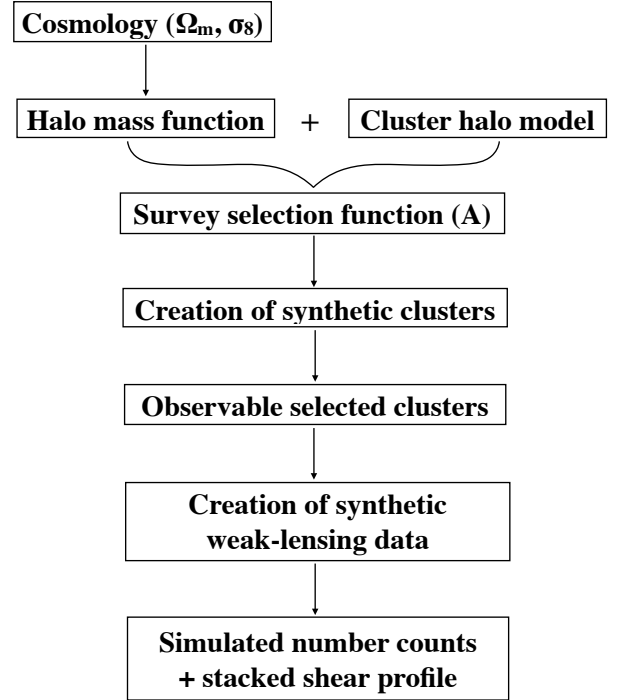 Cosmology (Ωₘ, σ₈)
Halo mass function + Cluster halo model
Survey selection function (A)
Creation of synthetic clusters
Observable selected clusters
Creation of synthetic
weak-lensing data
Simulated number counts
+ stacked shear profile